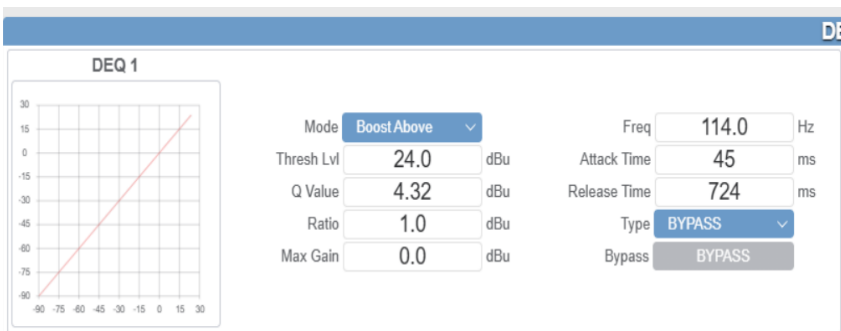 DEQ 1
30
15
0
-15
-30
-45
-60
-75
-90
-90 -75 -60 -45 -30 -15 0 15 30
Mode Boost Above
Thresh Lvl 24.0 dBu
Q Value 4.32 dBu
Ratio 1.0 dBu
Max Gain 0.0 dBu
Freq 114.0 Hz
Attack Time 45 ms
Release Time 724 ms
Type BYPASS
Bypass BYPASS